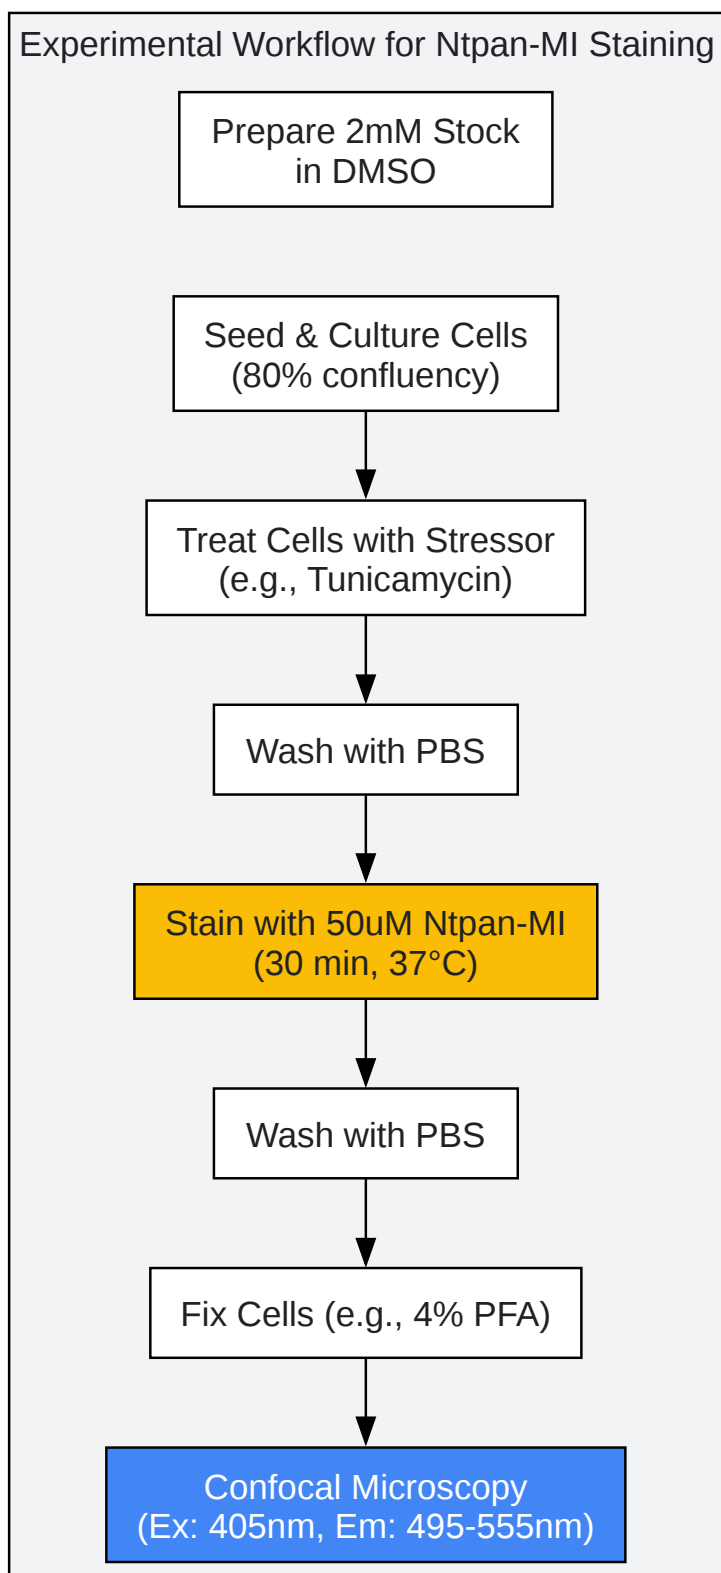 Experimental Workflow for Ntpan-MI Staining
Prepare 2mM Stock
in DMSO
Seed & Culture Cells
(80% confluency)
Treat Cells with Stressor
(e.g., Tunicamycin)
Wash with PBS
Stain with 50uM Ntpan-MI
(30 min, 37°C)
Wash with PBS
Fix Cells (e.g., 4% PFA)
Confocal Microscopy
(Ex: 405nm, Em: 495-555nm)